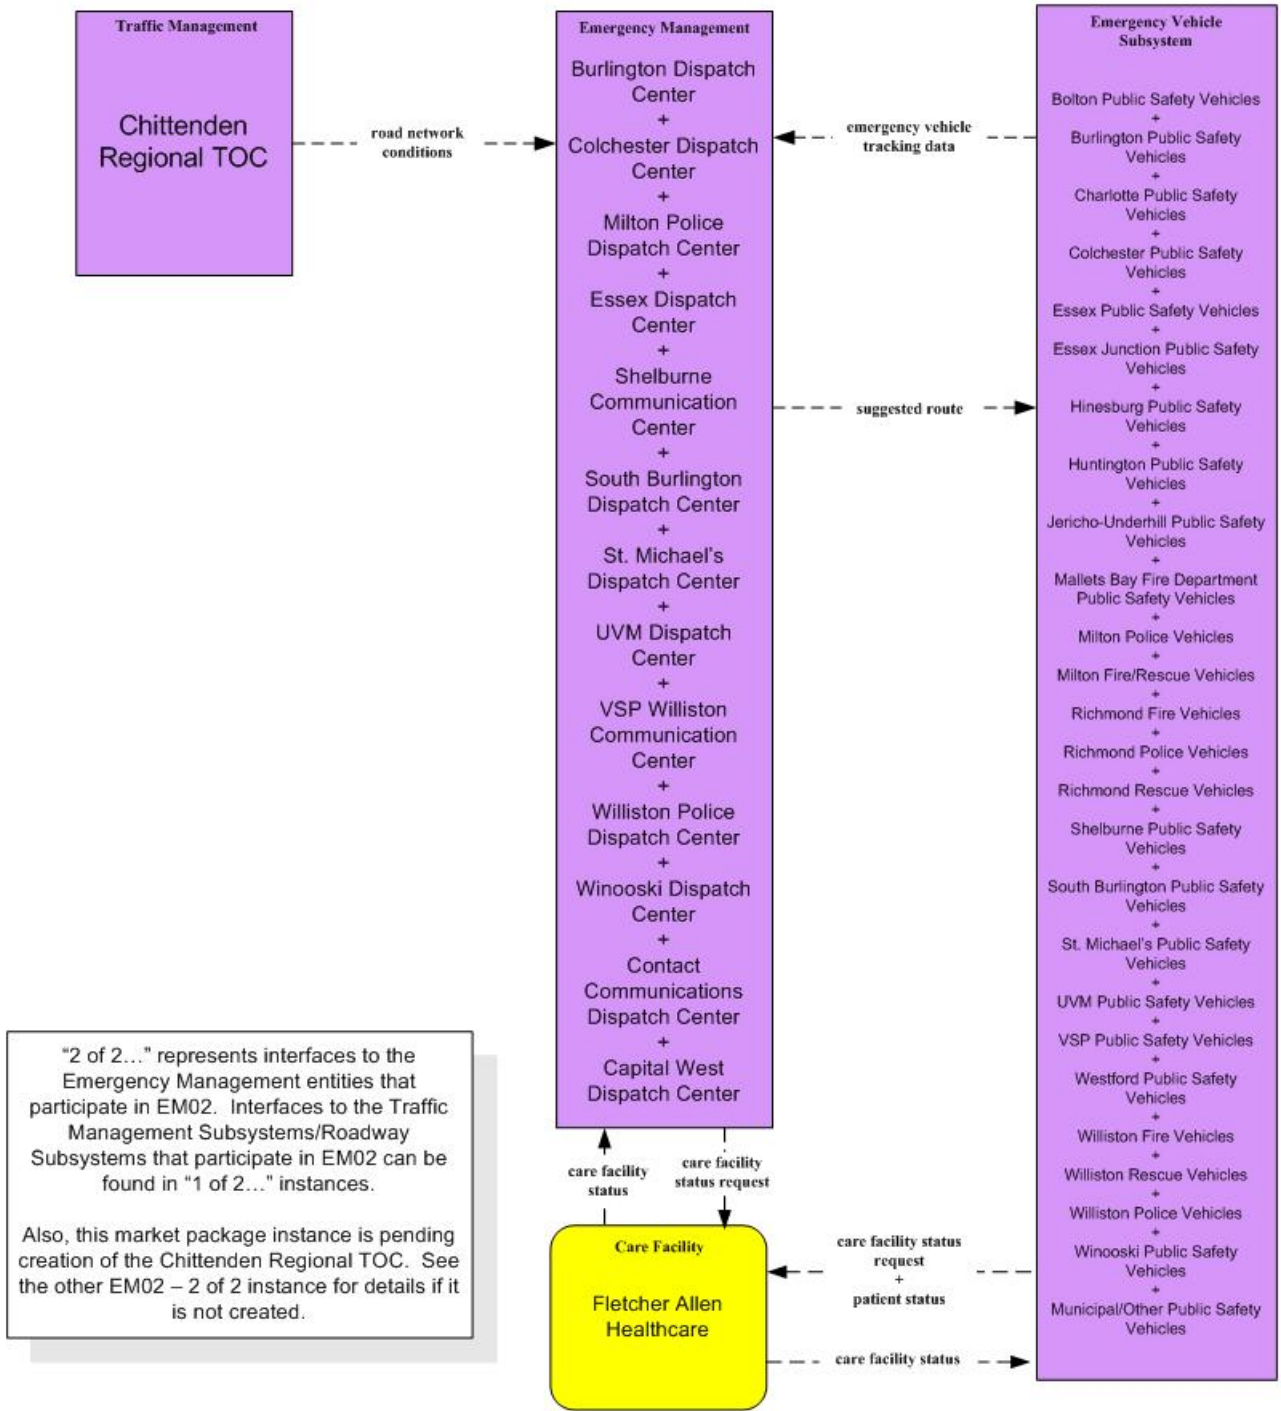 Traffic Management
Chittenden
Regional TOC
road network
conditions
Emergency Management
Burlington Dispatch
Center
+
Colchester Dispatch
Center
+
Milton Police
Dispatch Center
+
Essex Dispatch
Center
+
Shelburne
Communication
Center
+
South Burlington
Dispatch Center
+
St. Michael's
Dispatch Center
+
UVM Dispatch
Center
+
VSP Williston
Communication
Center
+
Williston Police
Dispatch Center
+
Winooski Dispatch
Center
+
Contact
Communications
Dispatch Center
+
Capital West
Dispatch Center
emergency vehicle
tracking data
suggested route
Emergency Vehicle
Subsystem
Bolton Public Safety Vehicles
+
Burlington Public Safety
Vehicles
+
Charlotte Public Safety
Vehicles
+
Colchester Public Safety
Vehicles
+
Essex Public Safety Vehicles
+
Essex Junction Public Safety
Vehicles
+
Hinesburg Public Safety
Vehicles
+
Huntington Public Safety
Vehicles
+
Jericho-Underhill Public Safety
Vehicles
+
Mallets Bay Fire Department
Public Safety Vehicles
+
Milton Police Vehicles
+
Milton Fire/Rescue Vehicles
+
Richmond Fire Vehicles
+
Richmond Police Vehicles
+
Richmond Rescue Vehicles
+
Shelburne Public Safety
Vehicles
+
South Burlington Public Safety
Vehicles
+
St. Michael's Public Safety
Vehicles
+
UVM Public Safety Vehicles
+
VSP Public Safety Vehicles
+
Westford Public Safety
Vehicles
+
Williston Fire Vehicles
+
Williston Rescue Vehicles
+
Williston Police Vehicles
+
Winooski Public Safety
Vehicles
+
Municipal/Other Public Safety
Vehicles
"2 of 2…" represents interfaces to the
Emergency Management entities that
participate in EM02. Interfaces to the Traffic
Management Subsystems/Roadway
Subsystems that participate in EM02 can be
found in "1 of 2…" instances.
Also, this market package instance is pending
creation of the Chittenden Regional TOC. See
the other EM02 – 2 of 2 instance for details if it
is not created.
care facility
status
care facility
status request
Care Facility
Fletcher Allen
Healthcare
care facility status
request
+
patient status
care facility status